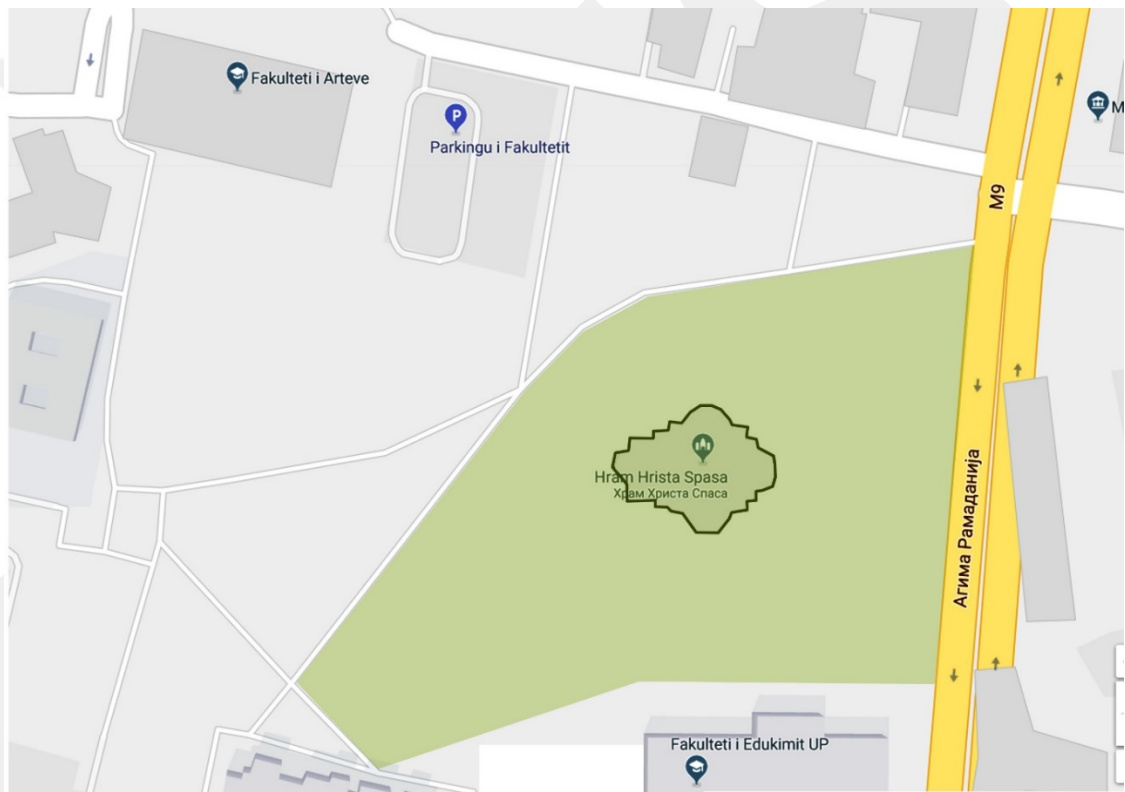 Fakulteti i Arteve
P
Parkingu i Fakultetit
M
M9
Hram Hrista Spasa
Храм Христа Спаса
Агима Рамаданија
Fakulteti i Edukimit UP